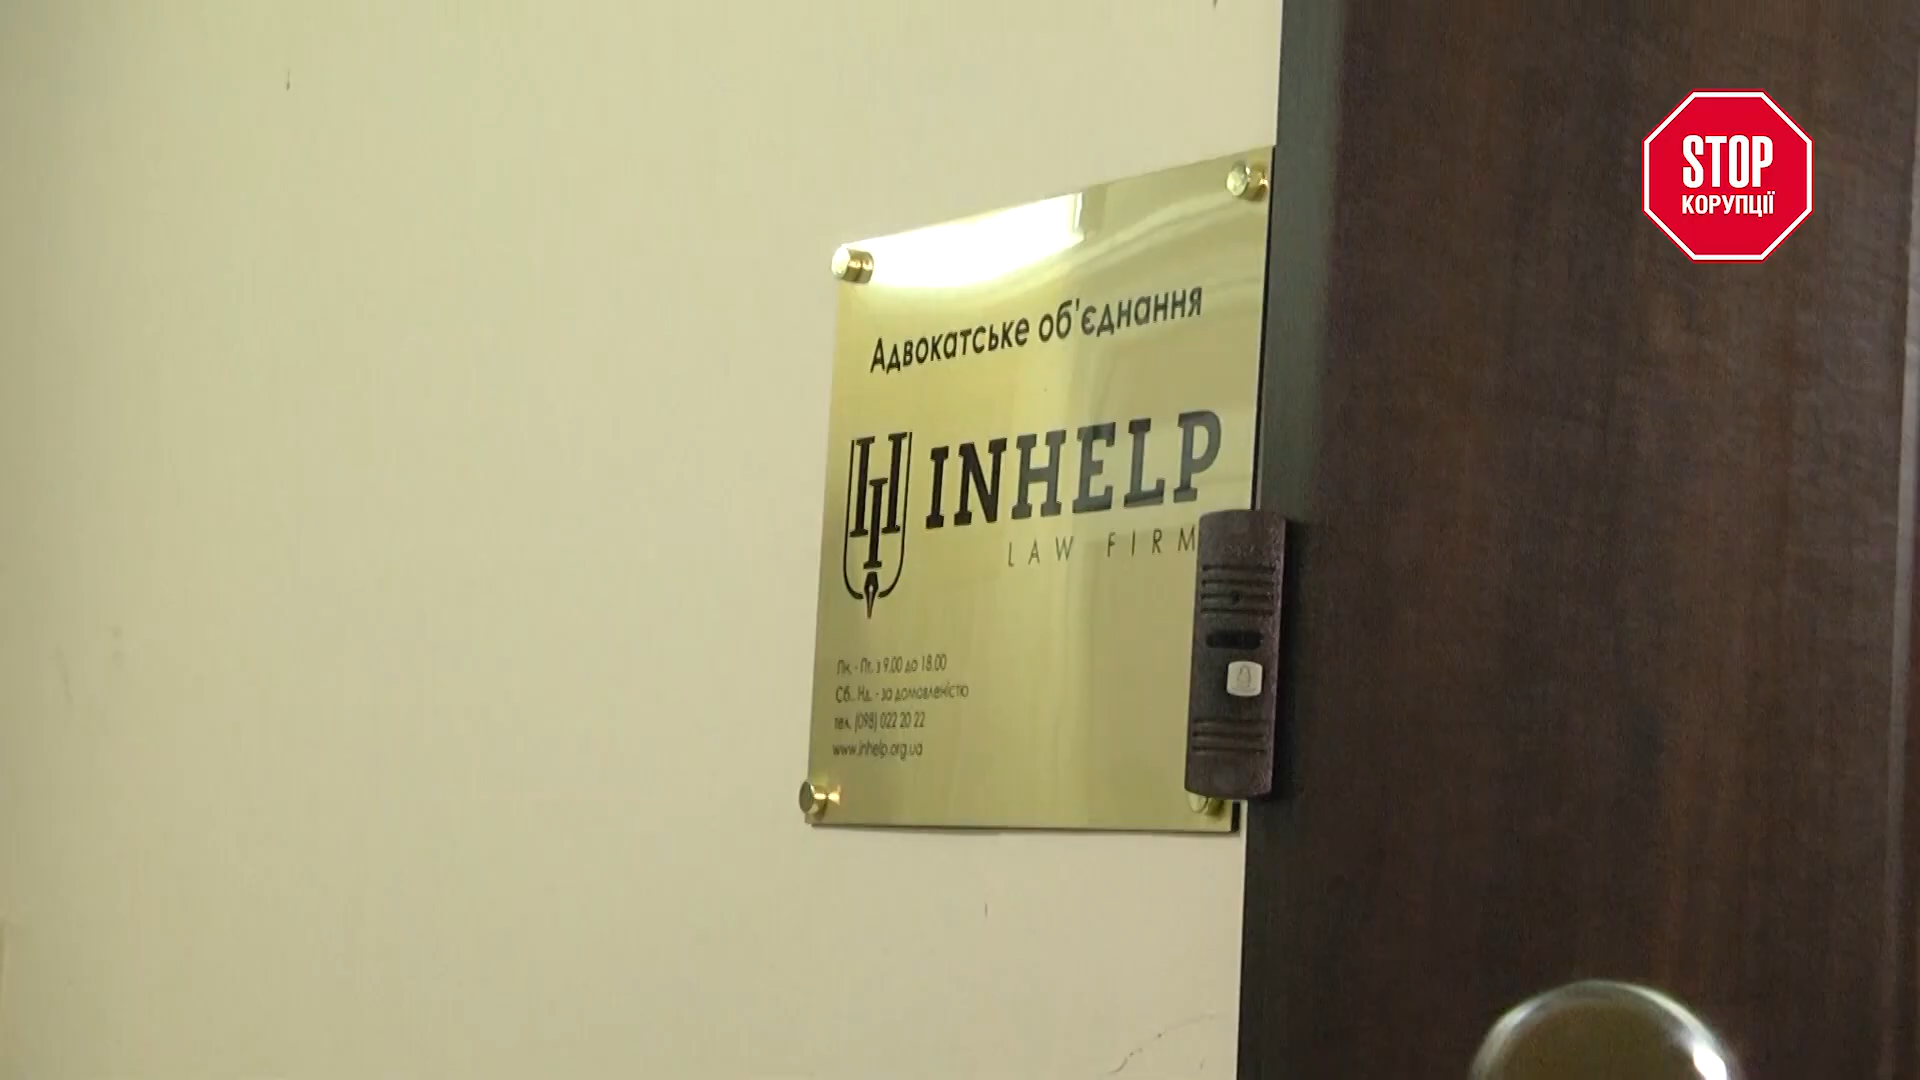 STOP
КОРУПЦІЇ
Адвокатське об'єднання
INHELP
LAW FIRM
Пн. - Пт. з 9.00 до 18.00
Сб., Нд. - за домовленістю
тел. (098) 022 20 22
www.inhelp.org.ua